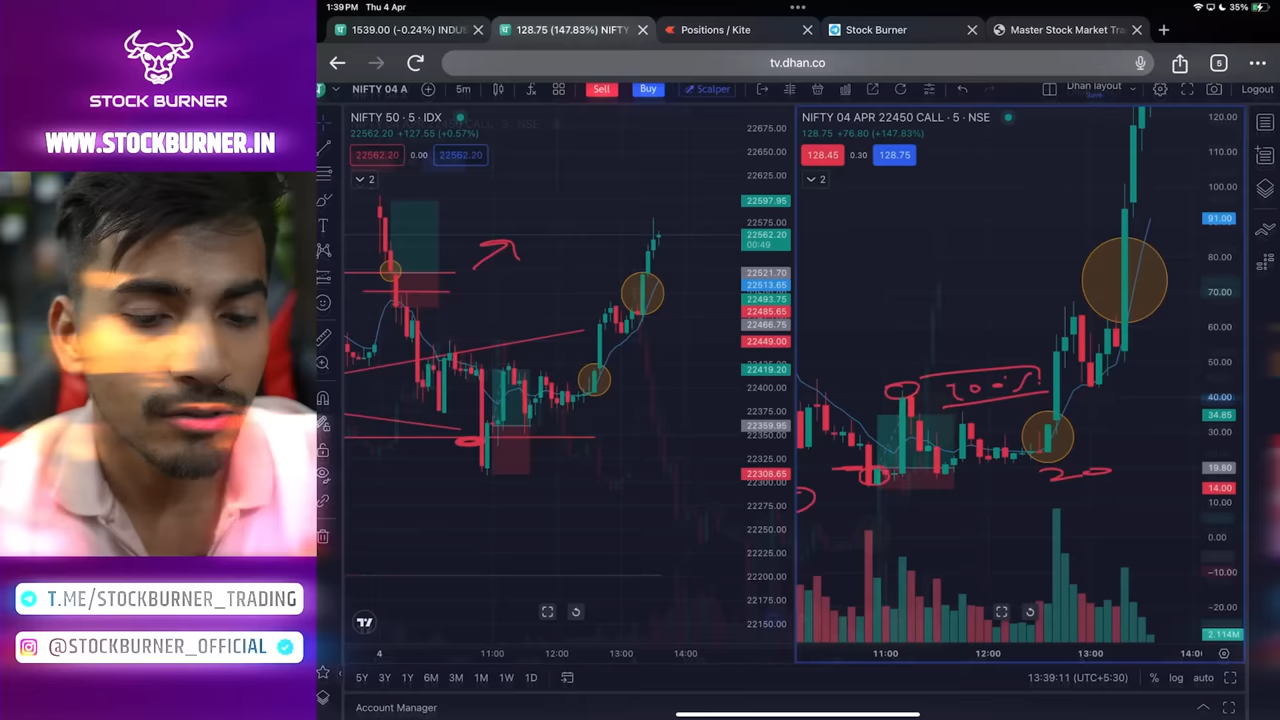 1:39 PM Thu 4 Apr
35%
1539.00 (-0.24%) INDU
128.75 (147.83%) NIFTY
Positions / Kite
Stock Burner
Master Stock Market Tra
tv.dhan.co
5
STOCK BURNER
WWW.STOCKBURNER.IN
NIFTY 04 A
5m
Sell
Buy
Scalper
Dhan layout
Save
Logout
NIFTY 50 · 5 · IDX
22562.20 +127.55 (+0.57%)
22562.20
0.00
22562.20
2
22675.00
22650.00
22625.00
22597.95
22575.00
22562.20
00:49
22521.70
22513.65
22493.75
22485.65
22466.75
22449.00
22425.00
22419.20
22400.00
22375.00
22359.95
22350.00
22325.00
22308.65
22300.00
22275.00
22250.00
22225.00
22200.00
22175.00
22150.00
4
11:00
12:00
13:00
14:00
NIFTY 04 APR 22450 CALL · 5 · NSE
128.75 +76.80 (+147.83%)
128.45
0.30
128.75
2
120.00
110.00
100.00
91.00
80.00
70.00
60.00
50.00
40.00
34.85
30.00
19.80
14.00
10.00
0.00
−10.00
−20.00
2.114M
20
11:00
12:00
13:00
14:0
5Y
3Y
1Y
6M
3M
1M
1W
1D
13:39:11 (UTC+5:30)
%
log
auto
Account Manager
T.ME/STOCKBURNER_TRADING
@STOCKBURNER_OFFICIAL